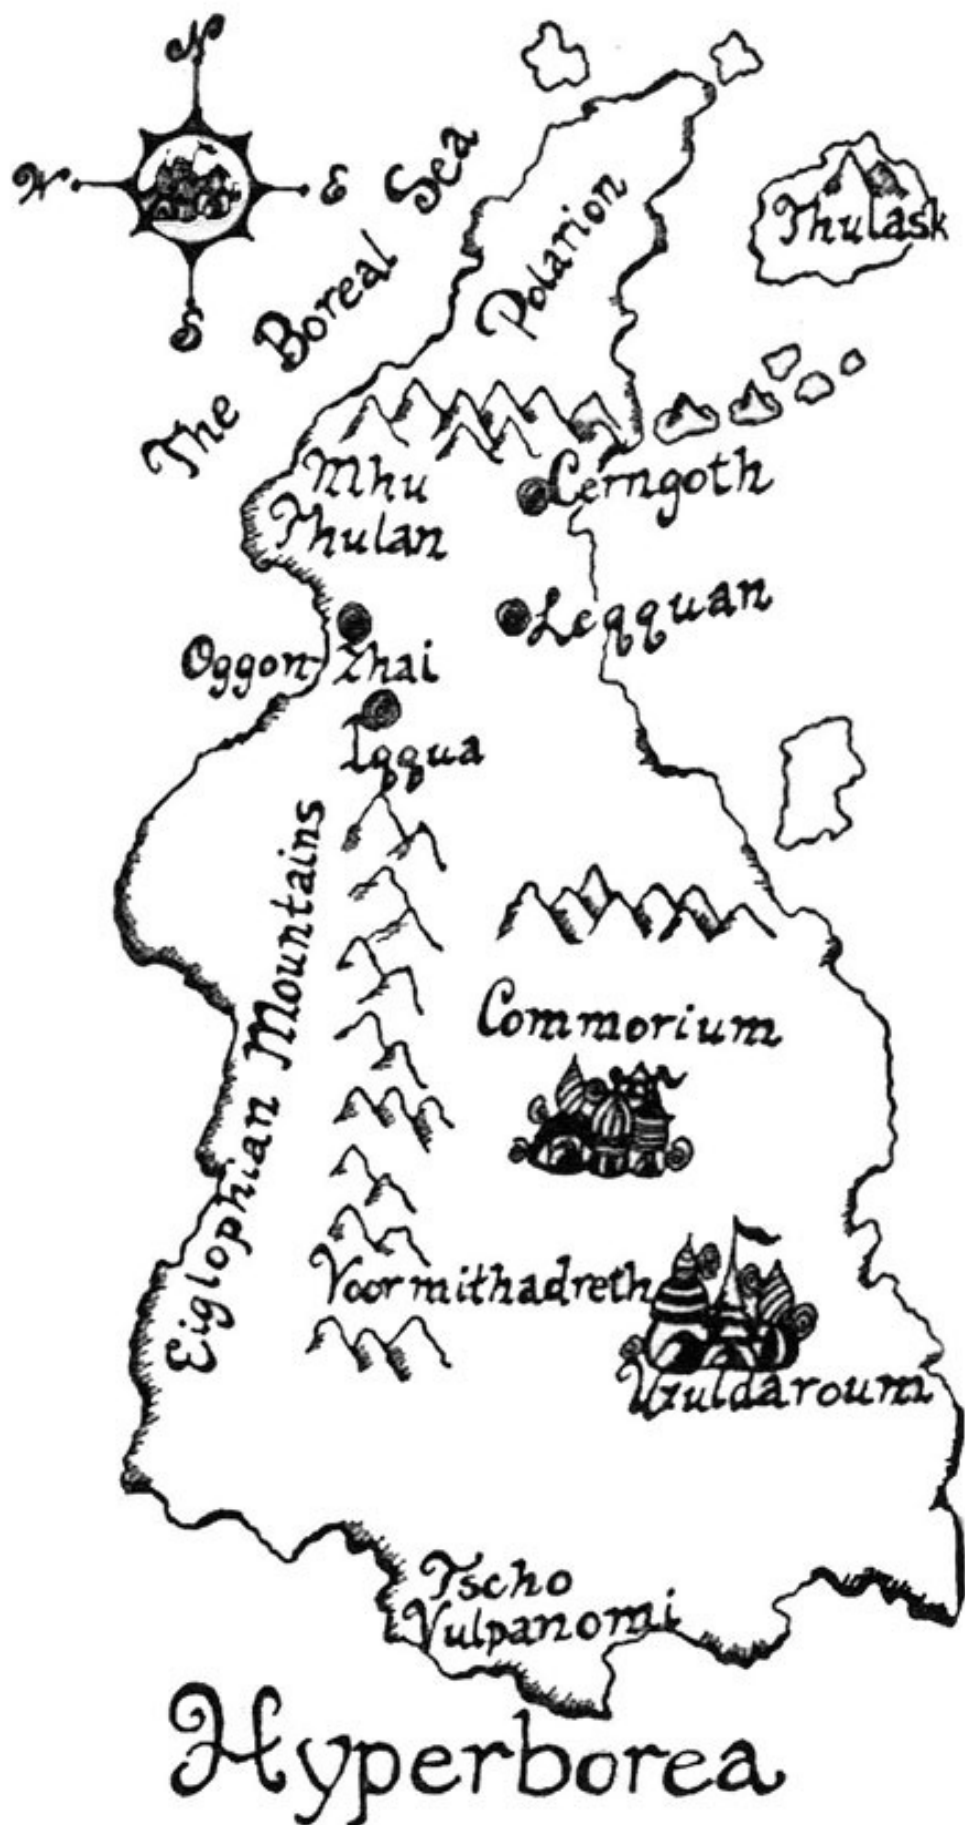 N
W
E
S
The Boreal Sea
Polarion
Thulask
Mhu
Thulan
Cerngoth
Leqquan
Oggon-Zhai
Iqqua
Eiglophian Mountains
Commorium
Voormithadreth
Uzuldaroum
Tscho
Vulpanomi
Hyperborea